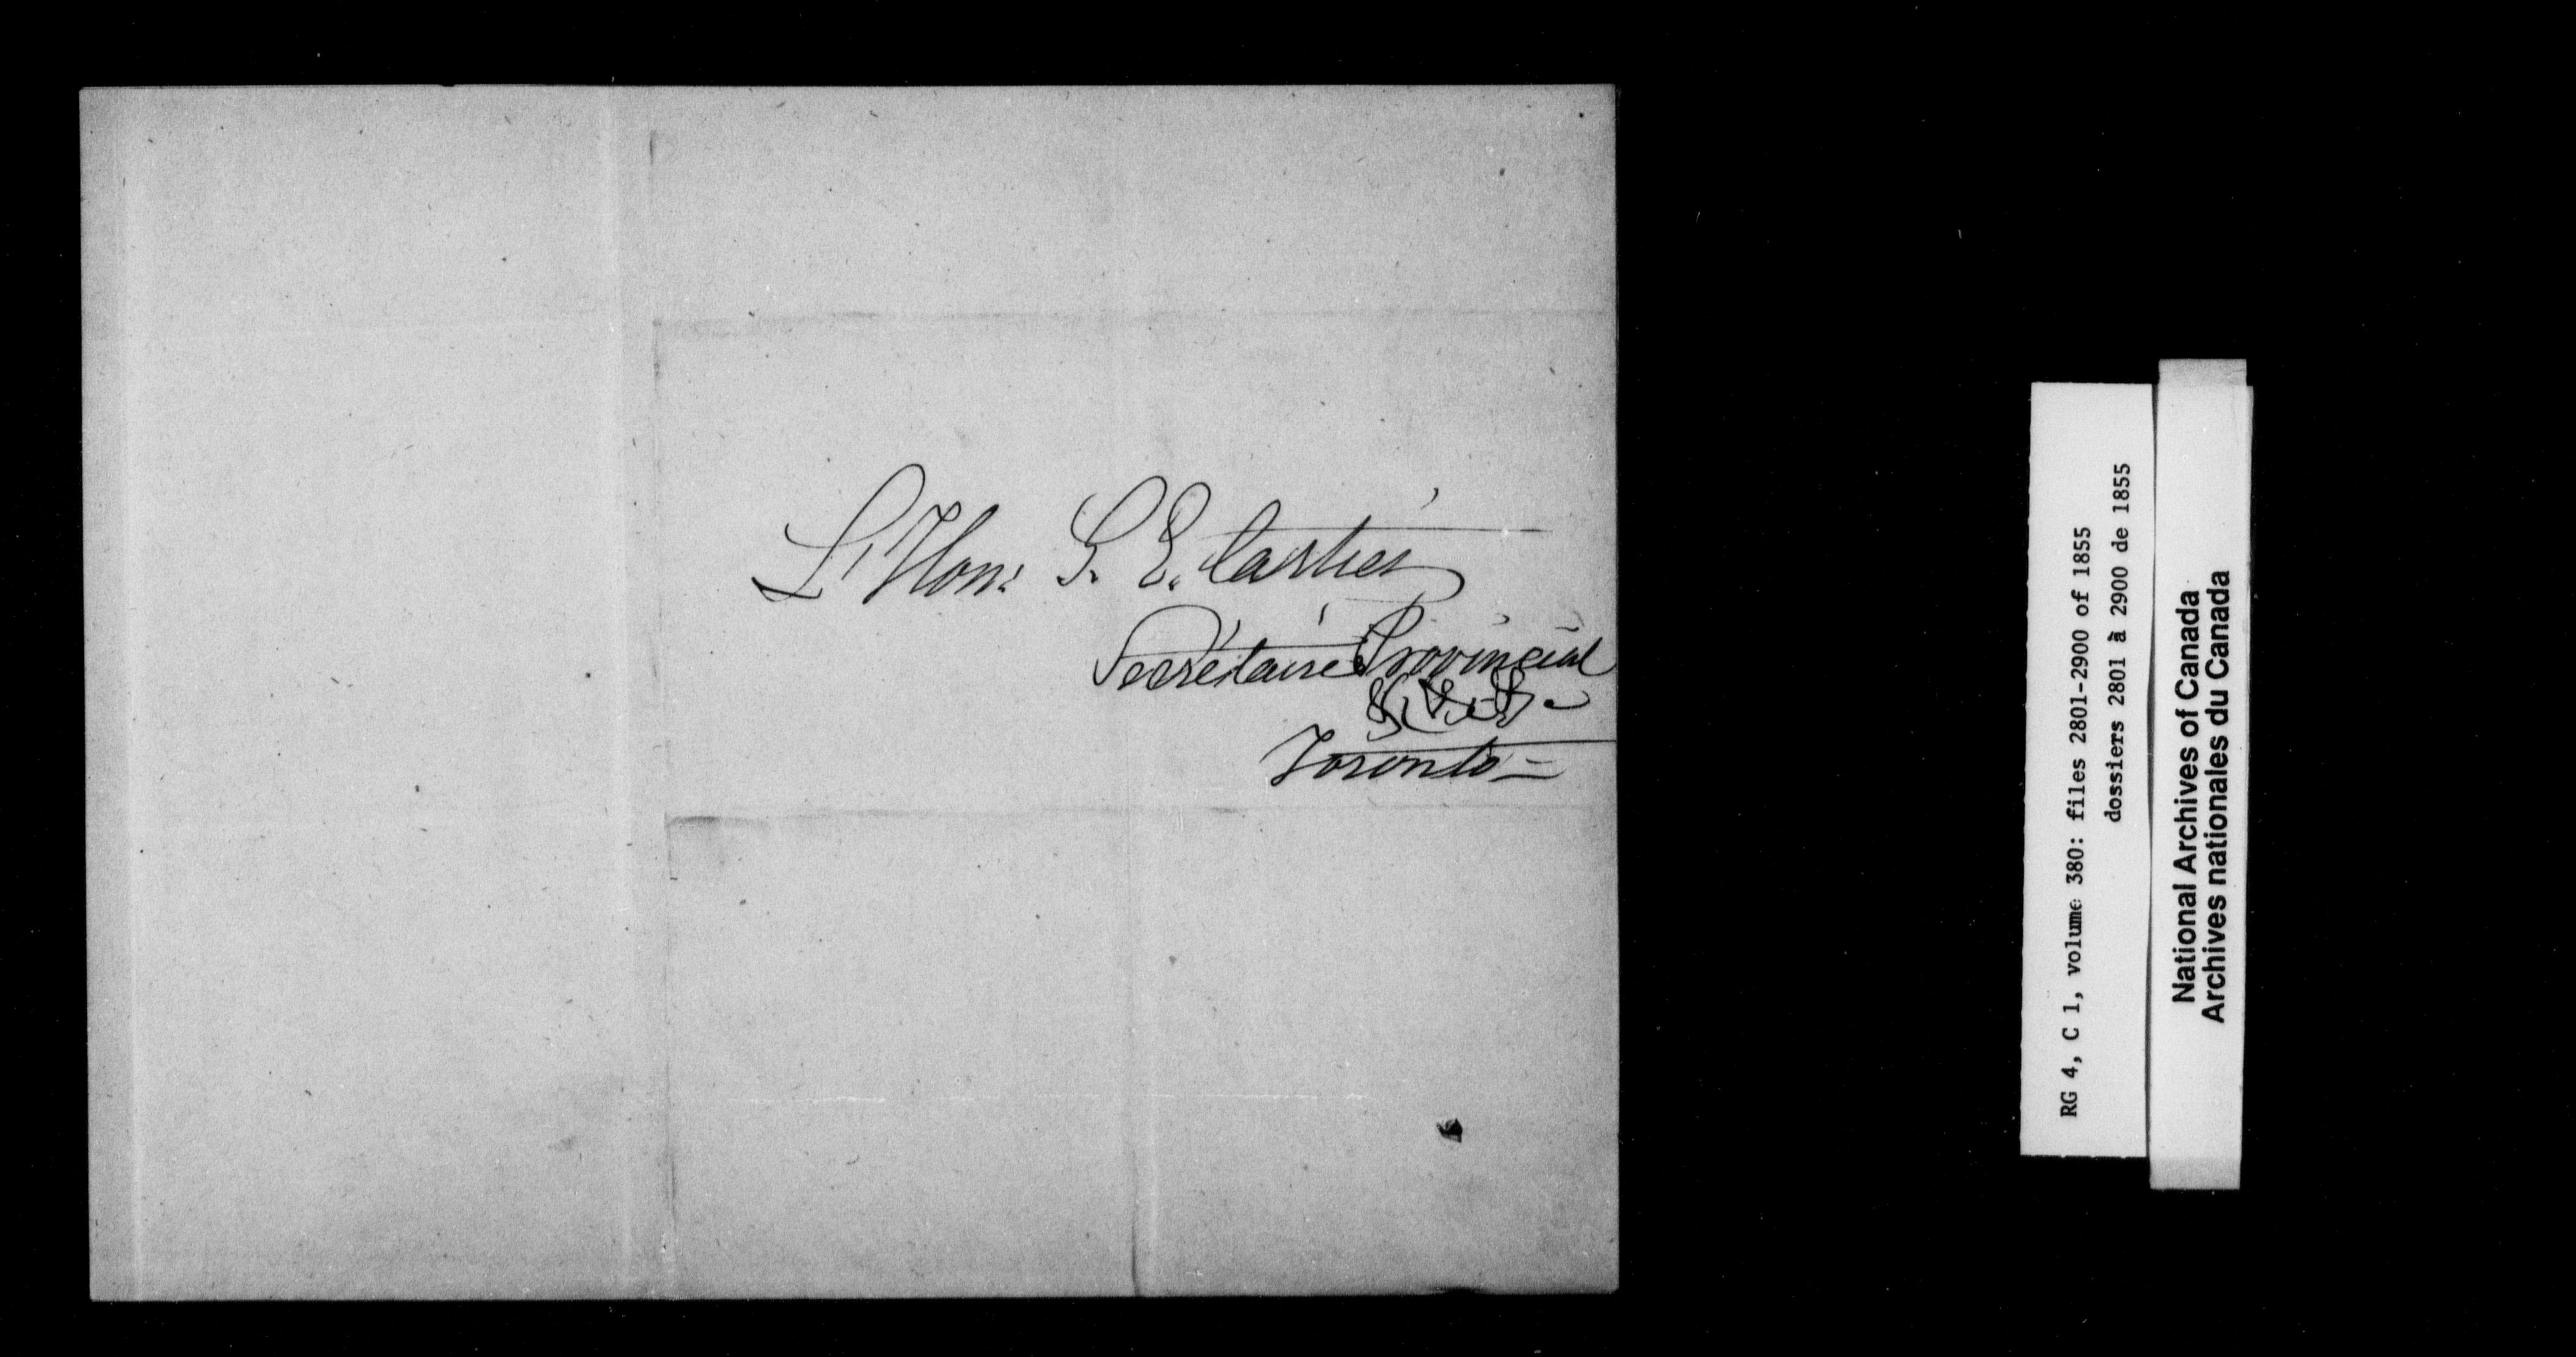 L'Hon: G. E. Cartier
Secrétaire Provincial
&c &c &c
Toronto =
RG 4, C 1, volume 380: files 2801-2900 of 1855
dossiers 2801 à 2900 de 1855
National Archives of Canada
Archives nationales du Canada